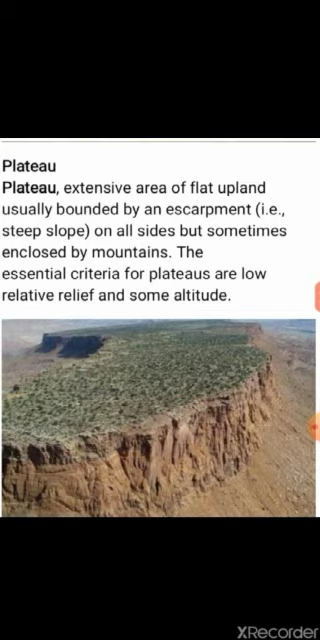 Plateau
Plateau, extensive area of flat upland
usually bounded by an escarpment (i.e.,
steep slope) on all sides but sometimes
enclosed by mountains. The
essential criteria for plateaus are low
relative relief and some altitude.
XRecorder